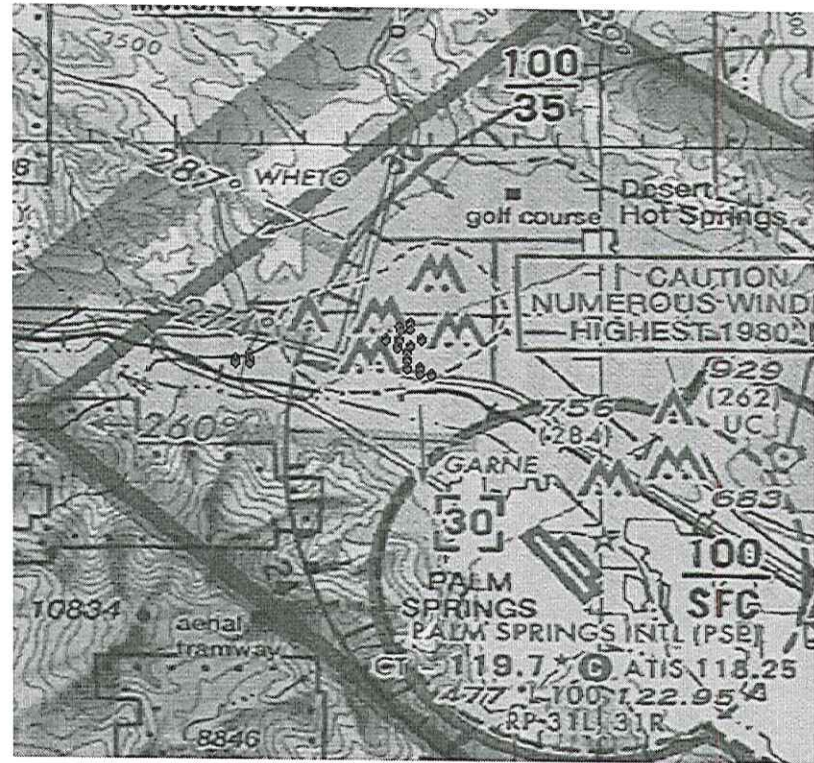 3500
100
35
287°
WHETO
golf course
Desert
Hot Springs
274°
CAUTION
NUMEROUS WIND
HIGHEST 1980
929
(262)
UC
756
(284)
260°
GARNE
683
30
100
SFC
PALM
SPRINGS
PALM SPRINGS INTL (PSP)
10834
aerial
tramway
CT - 119.7 * C ATIS 118.25
477 *L 100 122.95
RP 31L, 31R
8846